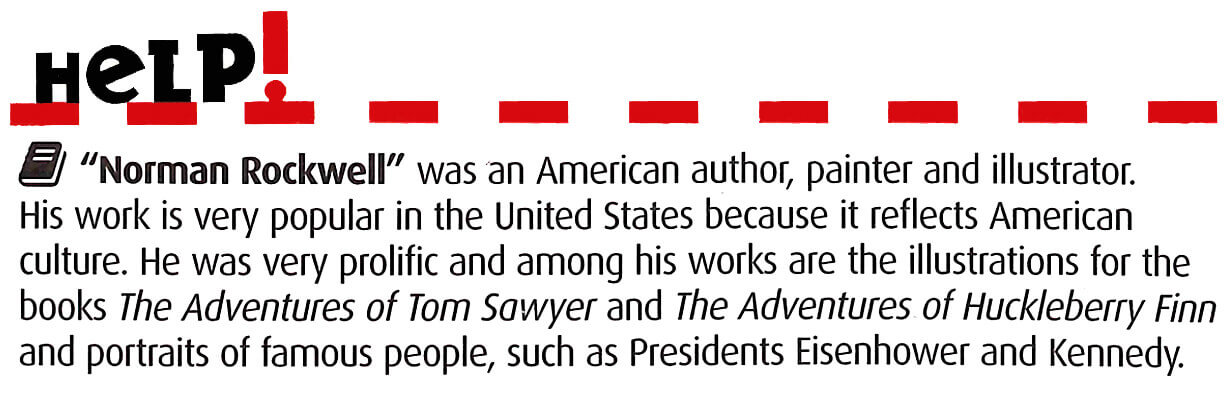 HeLP!
“Norman Rockwell” was an American author, painter and illustrator.
His work is very popular in the United States because it reflects American
culture. He was very prolific and among his works are the illustrations for the
books The Adventures of Tom Sawyer and The Adventures of Huckleberry Finn
and portraits of famous people, such as Presidents Eisenhower and Kennedy.